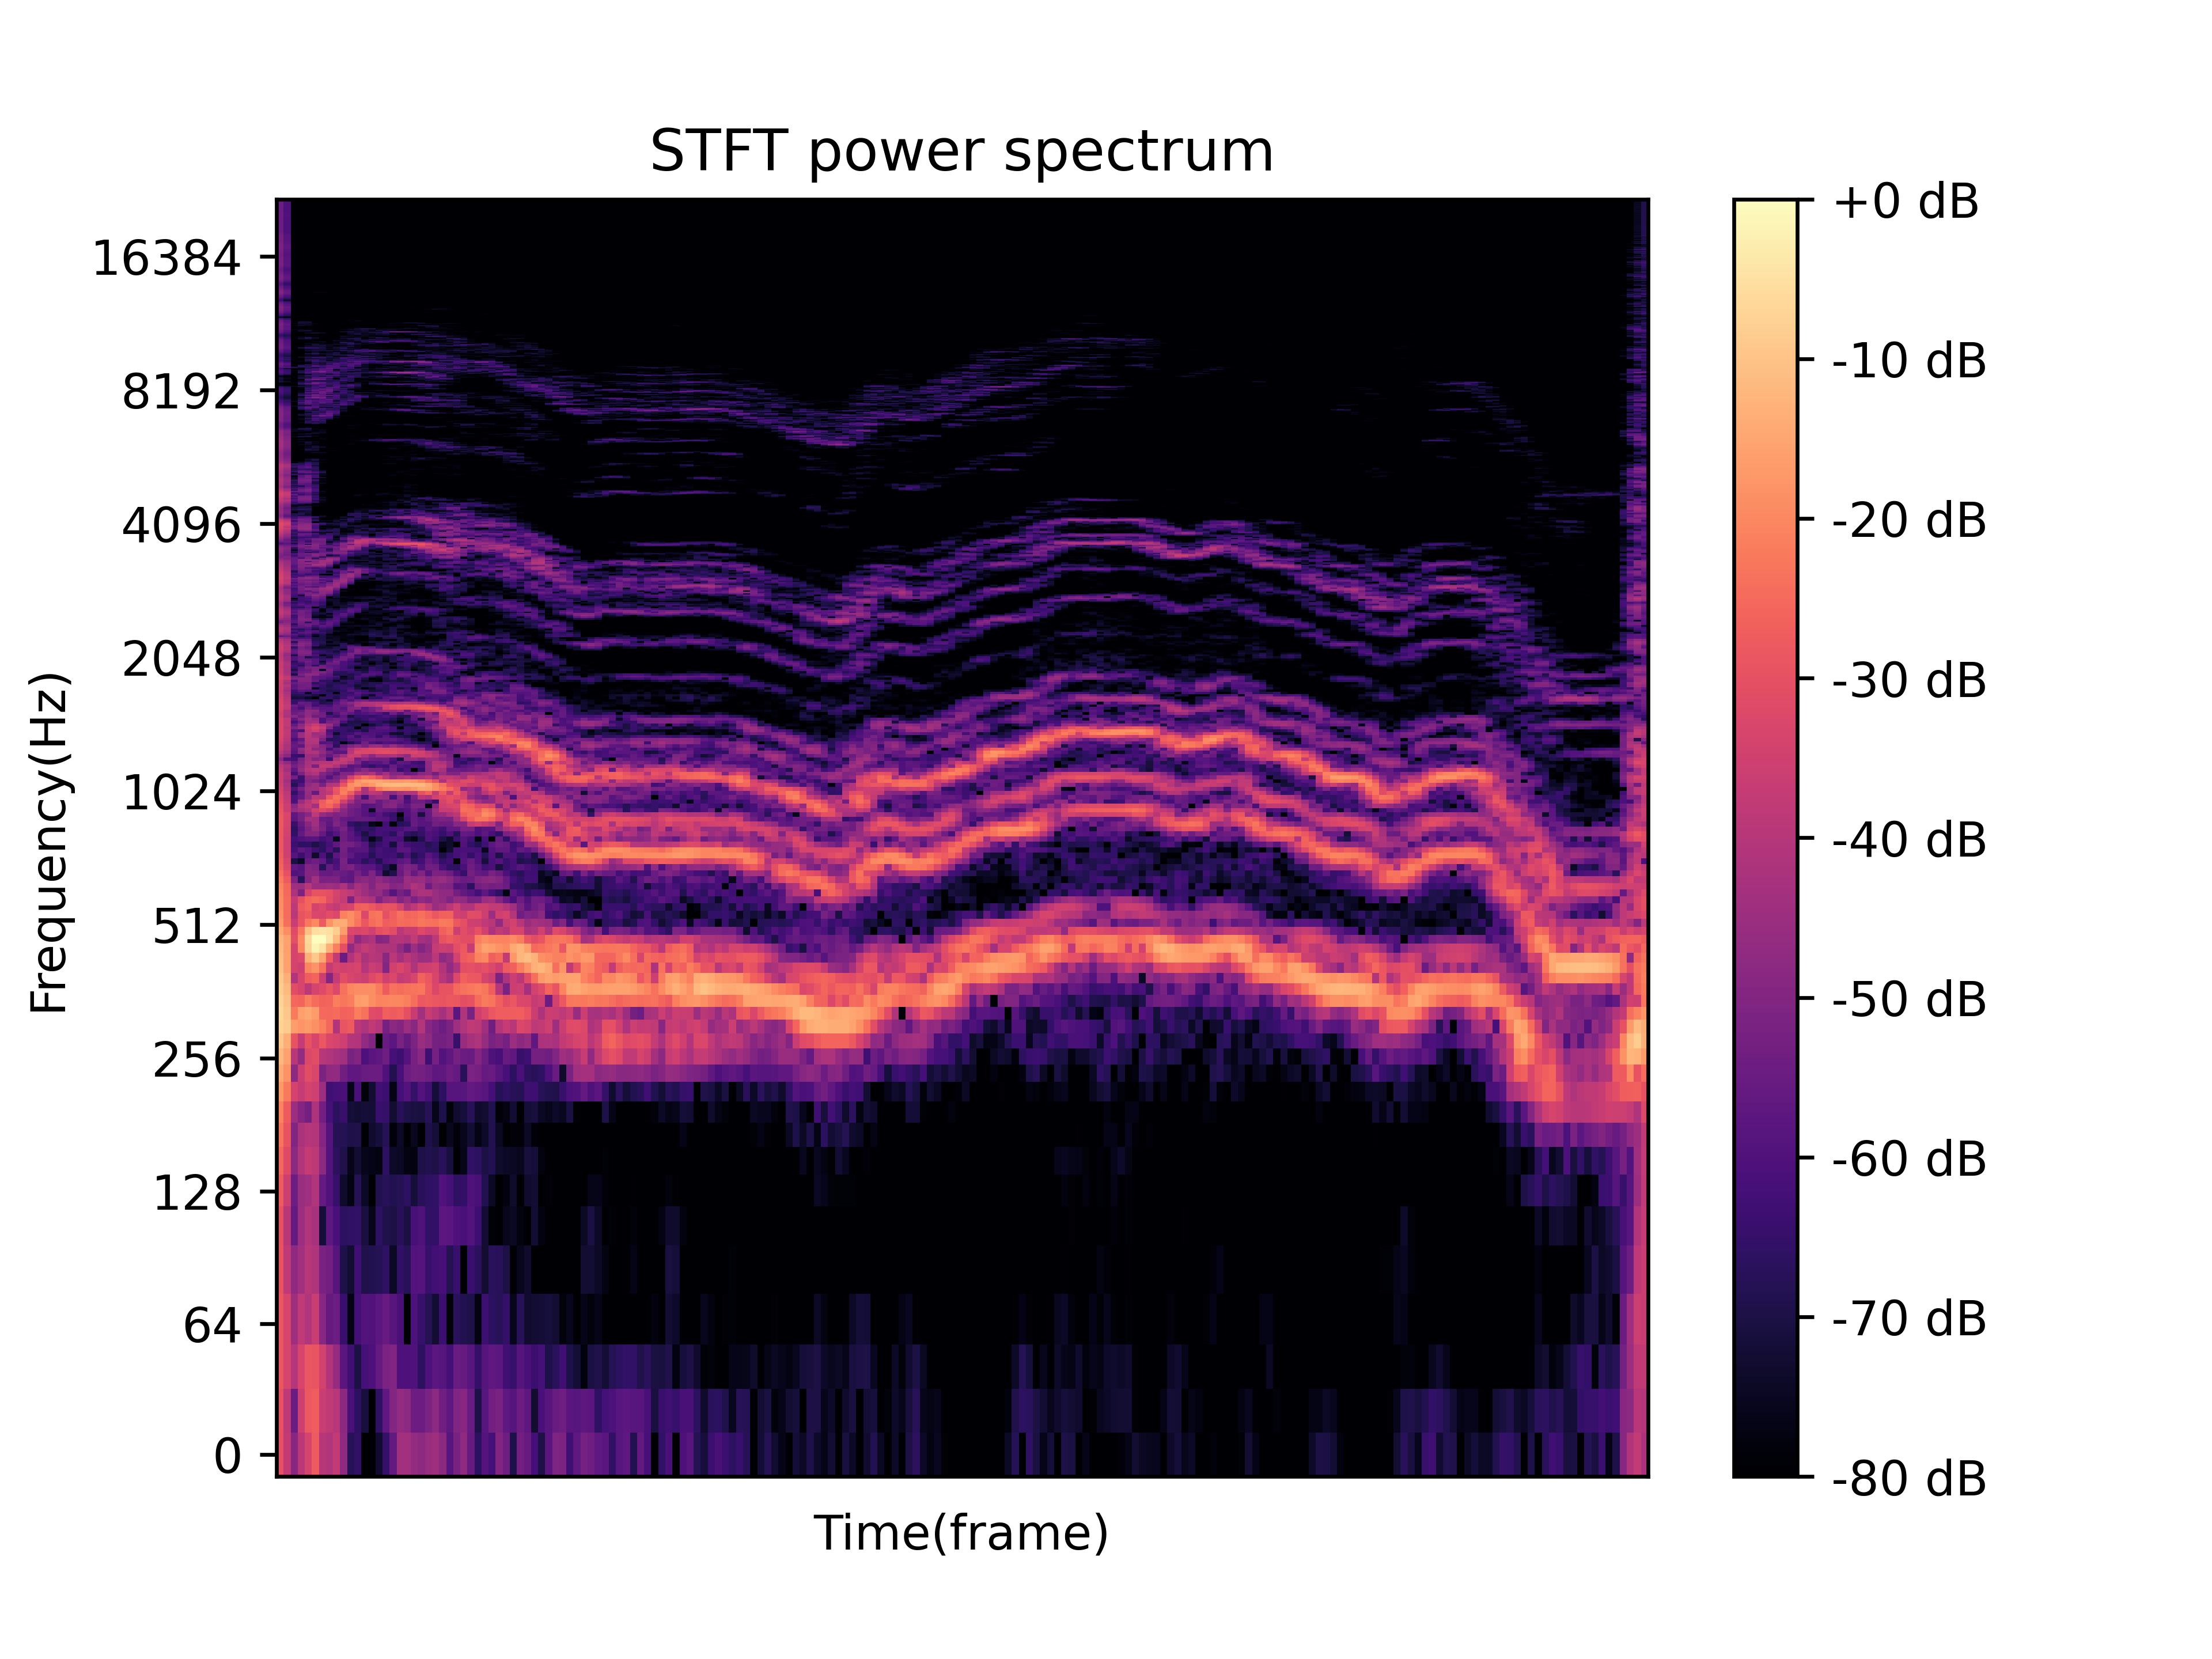 STFT power spectrum
Frequency(Hz)
16384
8192
4096
2048
1024
512
256
128
64
0
Time(frame)
+0 dB
-10 dB
-20 dB
-30 dB
-40 dB
-50 dB
-60 dB
-70 dB
-80 dB